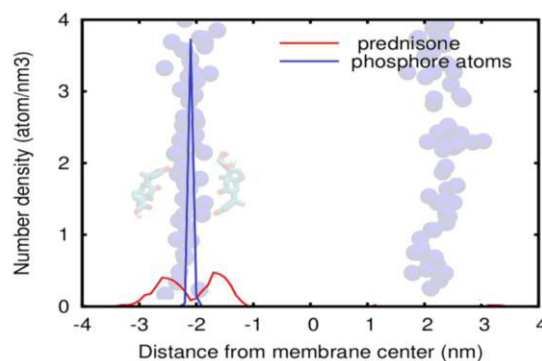 4
3
2
1
0
Number density (atom/nm3)
prednisone
phosphore atoms
-4 -3 -2 -1 0 1 2 3 4
Distance from membrane center (nm)